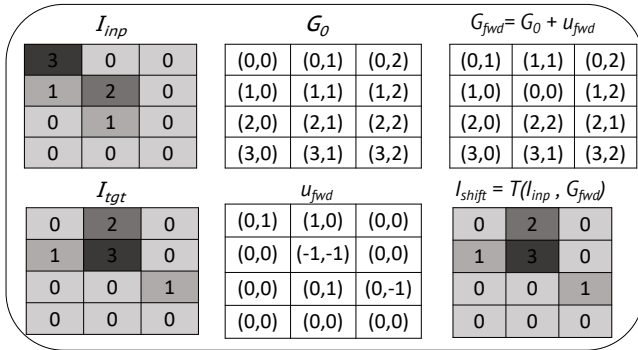 I_inp G_0 G_fwd= G_0 + u_fwd
3 0 0 (0,0) (0,1) (0,2) (0,1) (1,1) (0,2)
1 2 0 (1,0) (1,1) (1,2) (1,0) (0,0) (1,2)
0 1 0 (2,0) (2,1) (2,2) (2,0) (2,2) (2,1)
0 0 0 (3,0) (3,1) (3,2) (3,0) (3,1) (3,2)
I_tgt u_fwd I_shift = T(I_inp , G_fwd)
0 2 0 (0,1) (1,0) (0,0) 0 2 0
1 3 0 (0,0) (-1,-1) (0,0) 1 3 0
0 0 1 (0,0) (0,1) (0,-1) 0 0 1
0 0 0 (0,0) (0,0) (0,0) 0 0 0